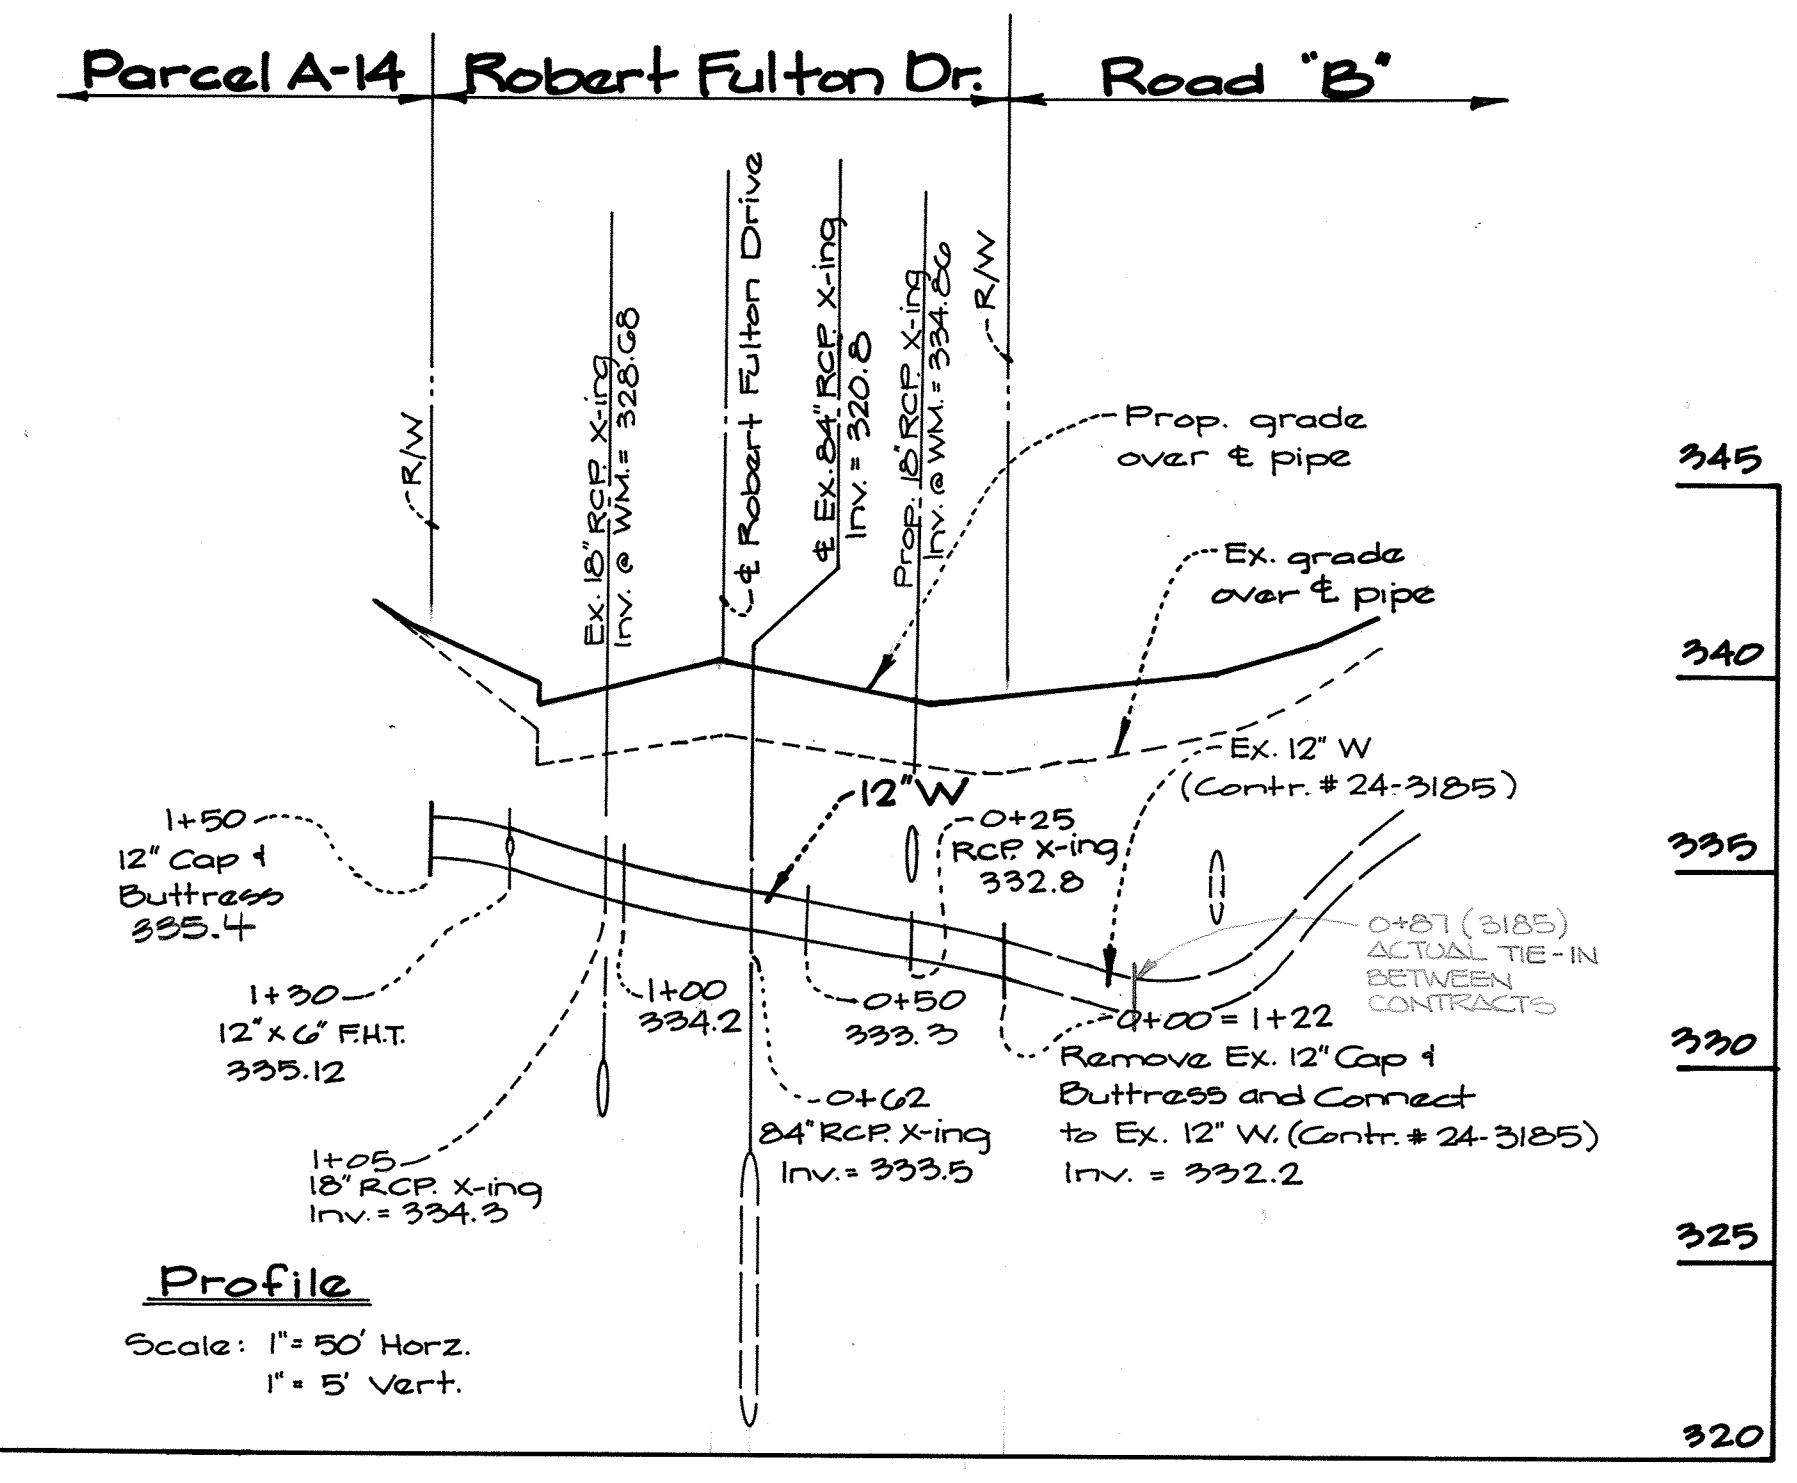 Parcel A-14
Robert Fulton Dr.
Road "B"
R/W
Ex. 18" RCP. X-ing
Inv. @ WM. = 328.68
℄ Robert Fulton Drive
℄ Ex. 84" RCP. X-ing
Inv. = 320.8
Prop. 18" RCP. X-ing
Inv. @ WM. = 334.86
R/W
Prop. grade
over ℄ pipe
Ex. grade
over ℄ pipe
345
340
335
330
325
320
12" W
Ex. 12" W
(Contr. # 24-3185)
1+50
12" Cap &
Buttress
335.4
1+30
12" x 6" F.H.T.
335.12
1+05
18" RCP. X-ing
Inv. = 334.3
1+00
334.2
0+62
84" RCP. X-ing
Inv. = 333.5
0+50
333.3
0+25
RCP. X-ing
332.8
0+00 = 1+22
Remove Ex. 12" Cap &
Buttress and Connect
to Ex. 12" W. (Contr. # 24-3185)
Inv. = 332.2
0+87 (3185)
ACTUAL TIE-IN
BETWEEN
CONTRACTS
Profile
Scale: 1" = 50' Horz.
1" = 5' Vert.